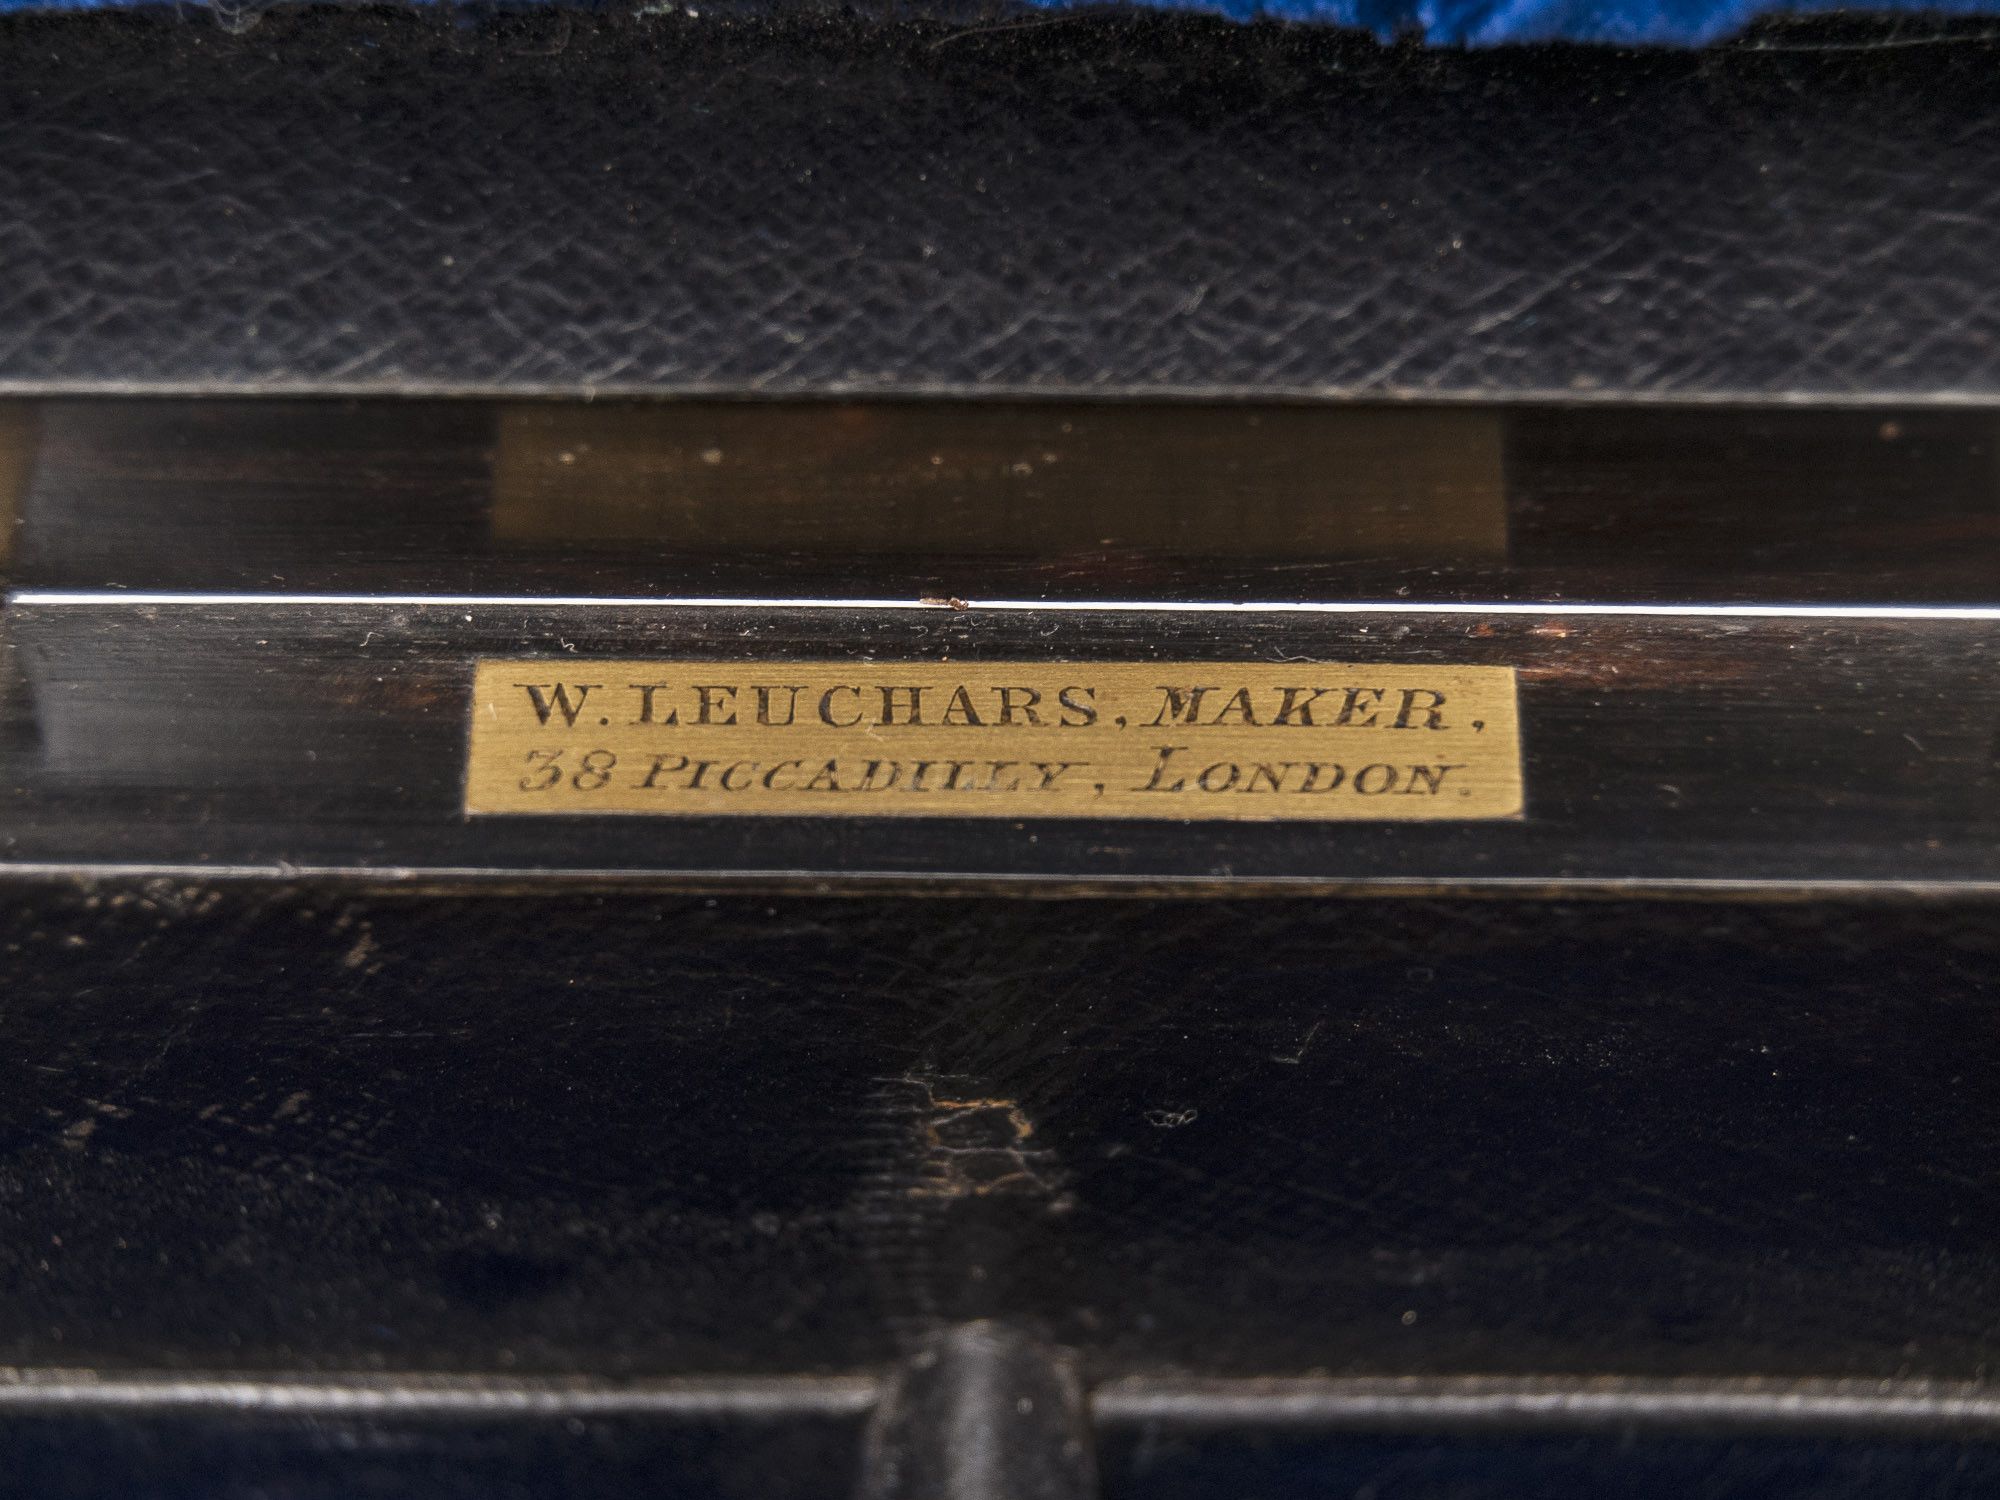 W. LEUCHARS, MAKER,
38 PICCADILLY, LONDON.